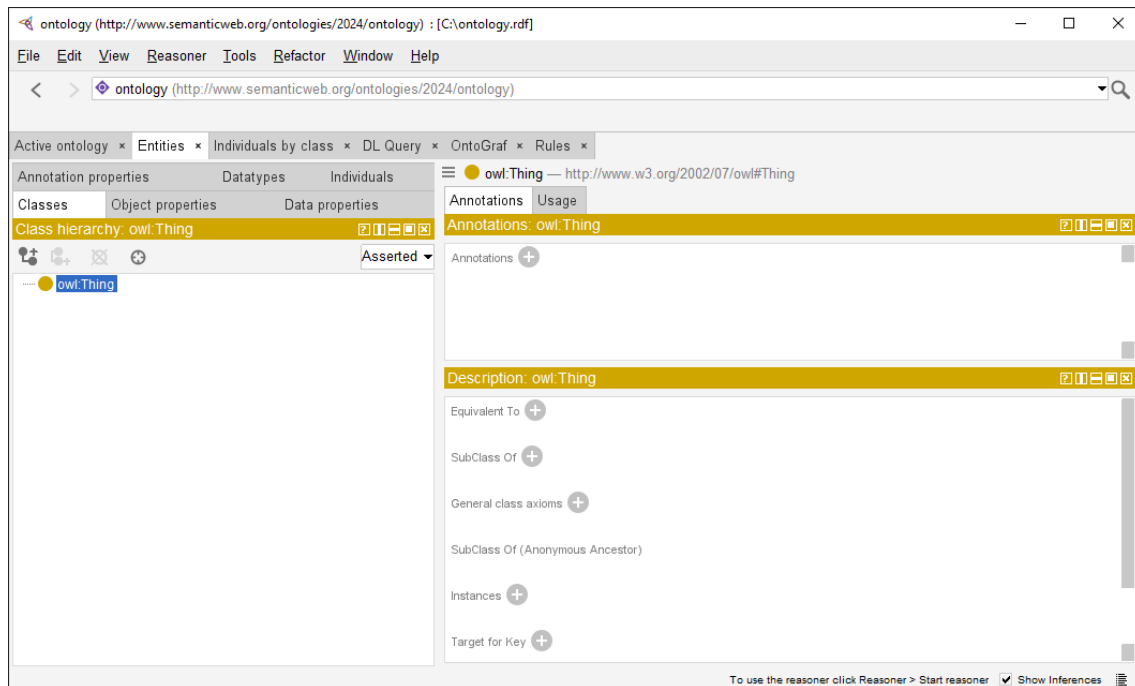 ontology (http://www.semanticweb.org/ontologies/2024/ontology) : [C:\ontology.rdf]
File Edit View Reasoner Tools Refactor Window Help
ontology (http://www.semanticweb.org/ontologies/2024/ontology)
Active ontology × Entities × Individuals by class × DL Query × OntoGraf × Rules ×
Annotation properties Datatypes Individuals
Classes Object properties Data properties
Class hierarchy: owl:Thing
Asserted
owl:Thing
owl:Thing — http://www.w3.org/2002/07/owl#Thing
Annotations Usage
Annotations: owl:Thing
Annotations
Description: owl:Thing
Equivalent To
SubClass Of
General class axioms
SubClass Of (Anonymous Ancestor)
Instances
Target for Key
To use the reasoner click Reasoner > Start reasoner Show Inferences